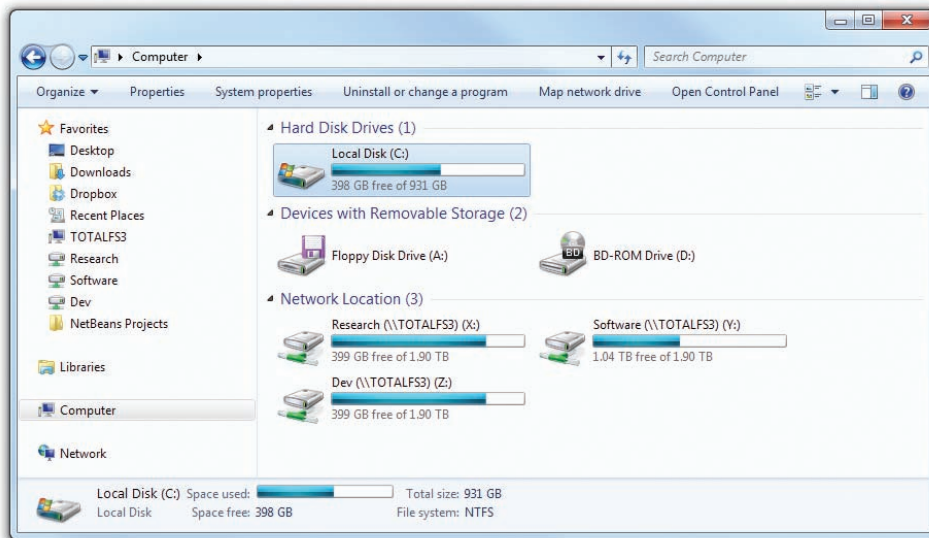 Computer
Search Computer
Organize
Properties
System properties
Uninstall or change a program
Map network drive
Open Control Panel
Favorites
Desktop
Downloads
Dropbox
Recent Places
TOTALFS3
Research
Software
Dev
NetBeans Projects
Libraries
Computer
Network
Hard Disk Drives (1)
Local Disk (C:)
398 GB free of 931 GB
Devices with Removable Storage (2)
Floppy Disk Drive (A:)
BD
BD-ROM Drive (D:)
Network Location (3)
Research (\\TOTALFS3) (X:)
399 GB free of 1.90 TB
Software (\\TOTALFS3) (Y:)
1.04 TB free of 1.90 TB
Dev (\\TOTALFS3) (Z:)
399 GB free of 1.90 TB
Local Disk (C:) Space used: Total size: 931 GB
Local Disk Space free: 398 GB File system: NTFS